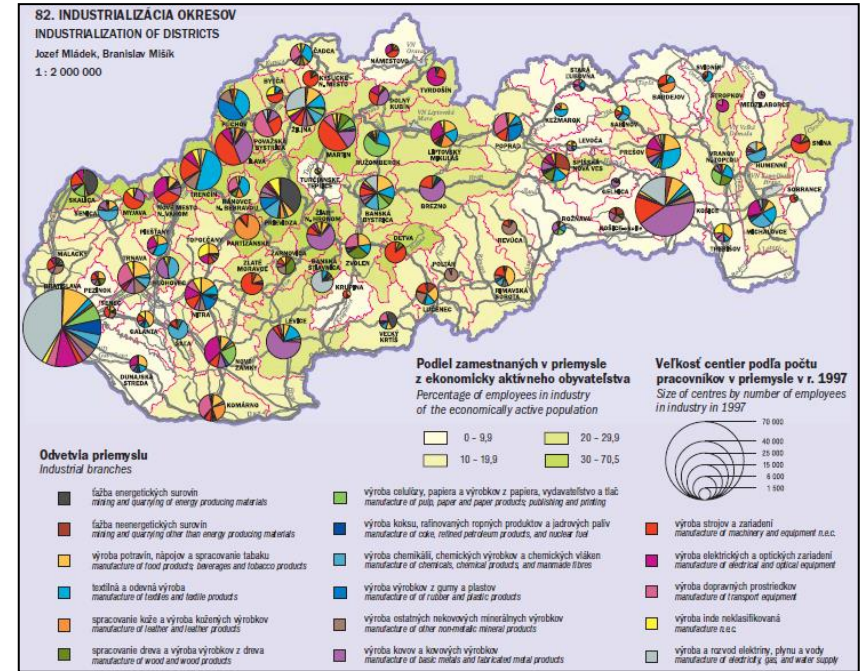 82. INDUSTRIALIZÁCIA OKRESOV
INDUSTRIALIZATION OF DISTRICTS
Jozef Mládek, Branislav Mišík
1 : 2 000 000
ČADCA
NÁMESTOVO
BYTČA
KYSUCKÉ
N. MESTO
TVRDOŠÍN
DOLNÝ
KUBÍN
STARÁ
ĽUBOVŇA
SVIDNÍK
BARDEJOV
STROPKOV
MEDZILABORCE
PÚCHOV
POVAŽSKÁ
BYSTRICA
ŽILINA
ILAVA
MARTIN
RUŽOMBEROK
LIPTOVSKÝ
MIKULÁŠ
POPRAD
KEŽMAROK
LEVOČA
SABINOV
PREŠOV
VRANOV
N. TOPĽOU
HUMENNÉ
SNINA
SKALICA
SENICA
MYJAVA
NOVÉ MESTO
N. VÁHOM
TRENČÍN
BÁNOVCE
N. BEBRAVOU
PRIEVIDZA
TURČIANSKE
TEPLICE
BANSKÁ
BYSTRICA
BREZNO
SPIŠSKÁ
NOVÁ VES
GELNICA
KOŠICE
SOBRANCE
MICHALOVCE
TREBIŠOV
ROŽŇAVA
REVÚCA
MALACKY
PIEŠŤANY
TOPOĽČANY
PARTIZÁNSKE
ŽIAR
N. HRONOM
ŽARNOVICA
ZVOLEN
DETVA
POLTÁR
RIMAVSKÁ
SOBOTA
LUČENEC
BRATISLAVA
PEZINOK
SENEC
TRNAVA
HLOHOVEC
ZLATÉ
MORAVCE
BANSKÁ
ŠTIAVNICA
KRUPINA
VEĽKÝ
KRTÍŠ
GALANTA
ŠAĽA
NITRA
LEVICE
DUNAJSKÁ
STREDA
NOVÉ
ZÁMKY
KOMÁRNO
Podiel zamestnaných v priemysle
z ekonomicky aktívneho obyvateľstva
Percentage of employees in industry
of the economically active population
0 – 9,9
20 – 29,9
10 – 19,9
30 – 70,5
Veľkosť centier podľa počtu
pracovníkov v priemysle v r. 1997
Size of centres by number of employees
in industry in 1997
70 000
40 000
25 000
15 000
6 000
1 500
Odvetvia priemyslu
Industrial branches
ťažba energetických surovín
mining and quarrying of energy producing materials
ťažba neenergetických surovín
mining and quarrying other than energy producing materials
výroba potravín, nápojov a spracovanie tabaku
manufacture of food products; beverages and tobacco products
textilná a odevná výroba
manufacture of textiles and textile products
spracovanie kože a výroba kožených výrobkov
manufacture of leather and leather products
spracovanie dreva a výroba výrobkov z dreva
manufacture of wood and wood products
výroba celulózy, papiera a výrobkov z papiera, vydavateľstvo a tlač
manufacture of pulp, paper and paper products; publishing and printing
výroba koksu, rafinovaných ropných produktov a jadrových palív
manufacture of coke, refined petroleum products, and nuclear fuel
výroba chemikálií, chemických výrobkov a chemických vláken
manufacture of chemicals, chemical products, and manmade fibres
výroba výrobkov z gumy a plastov
manufacture of of rubber and plastic products
výroba ostatných nekovových minerálnych výrobkov
manufacture of other non-metallic mineral products
výroba kovov a kovových výrobkov
manufacture of basic metals and fabricated metal products
výroba strojov a zariadení
manufacture of machinery and equipment n.e.c.
výroba elektrických a optických zariadení
manufacture of electrical and optical equipment
výroba dopravných prostriedkov
manufacture of transport equipment
výroba inde neklasifikovaná
manufacture n.e.c.
výroba a rozvod elektriny, plynu a vody
manufacture of electricity, gas, and water supply